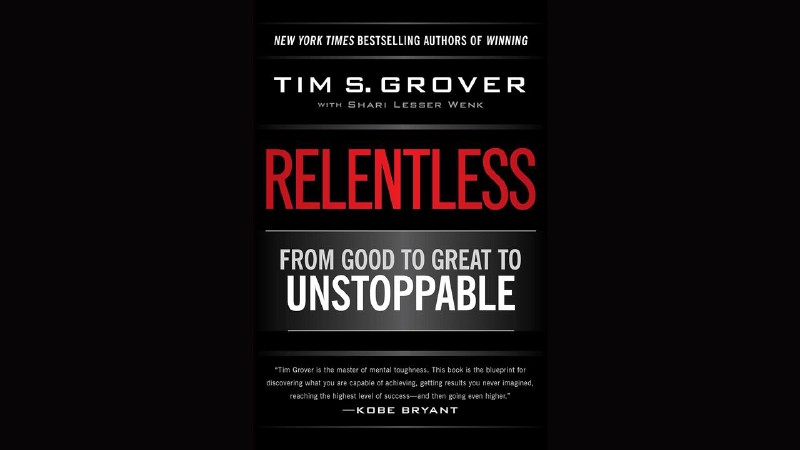 NEW YORK TIMES BESTSELLING AUTHORS OF WINNING
TIM S. GROVER
WITH SHARI LESSER WENK
RELENTLESS
FROM GOOD TO GREAT TO
UNSTOPPABLE
"Tim Grover is the master of mental toughness. This book is the blueprint for
discovering what you are capable of achieving, getting results you never imagined,
reaching the highest level of success—and then going even higher."
—KOBE BRYANT